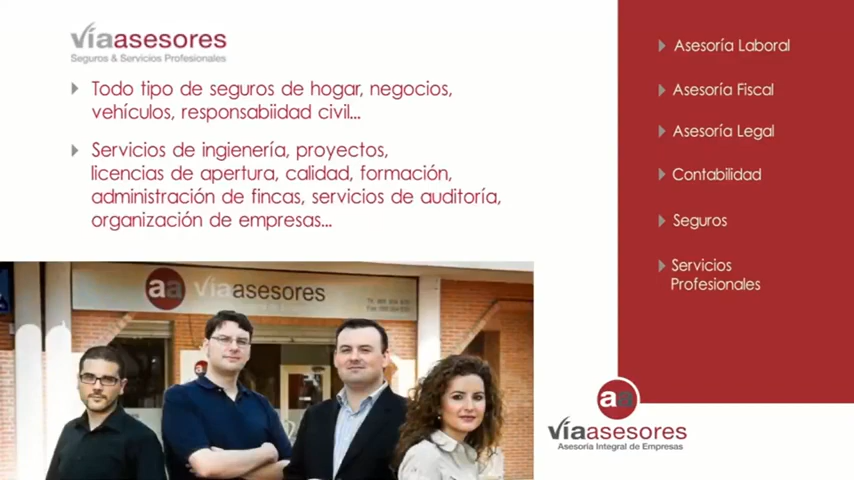 víaasesores
Seguros & Servicios Profesionales
Todo tipo de seguros de hogar, negocios,
vehículos, responsabiidad civil...
Servicios de ingienería, proyectos,
licencias de apertura, calidad, formación,
administración de fincas, servicios de auditoría,
organización de empresas...
aa víaasesores
Asesoría Laboral
Asesoría Fiscal
Asesoría Legal
Contabilidad
Seguros
Servicios
Profesionales
aa
víaasesores
Asesoría Integral de Empresas